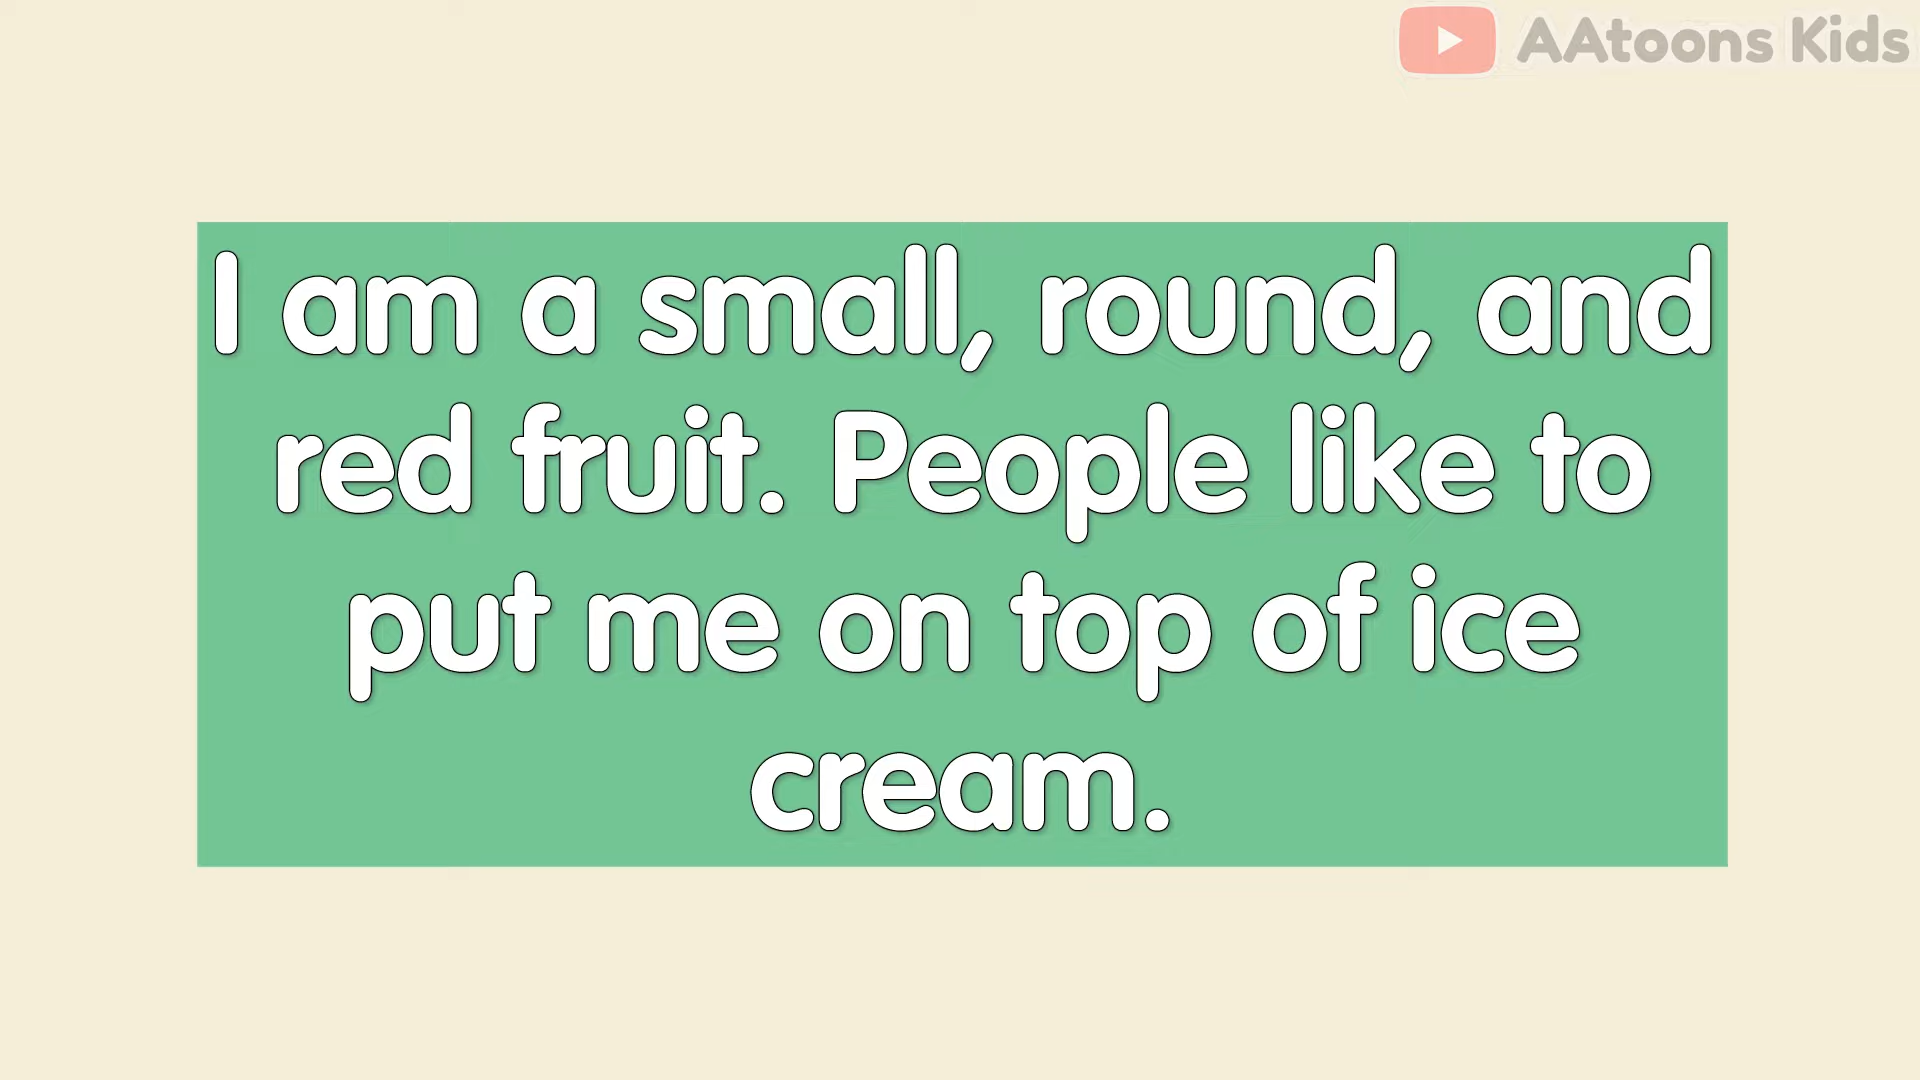 AAtoons Kids
I am a small, round, and
red fruit. People like to
put me on top of ice
cream.